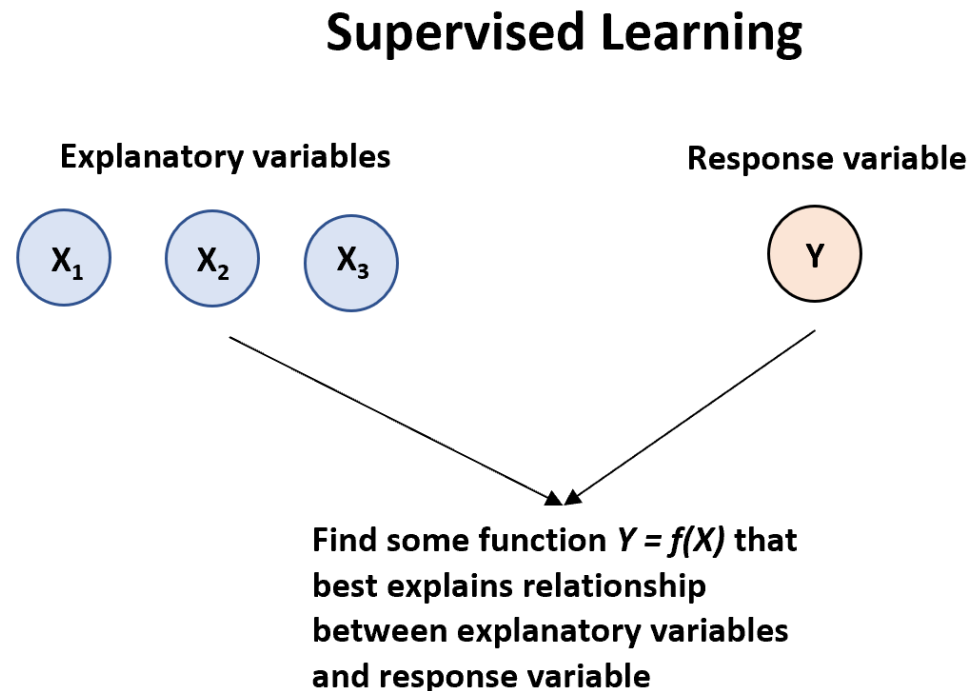 Supervised Learning
Explanatory variables
Response variable
X₁
X₂
X₃
Y
Find some function Y = f(X) that
best explains relationship
between explanatory variables
and response variable